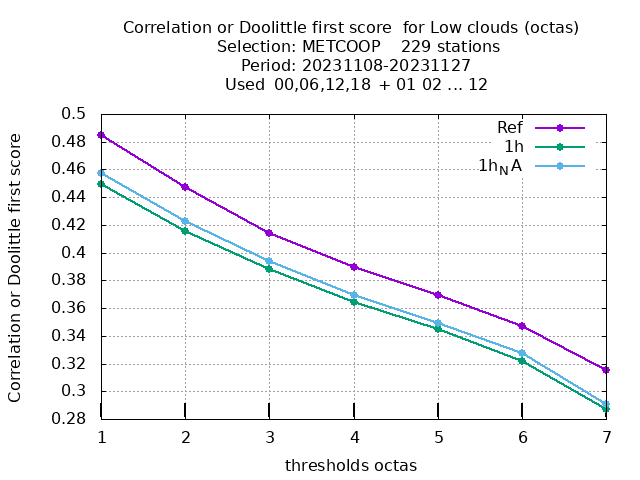 Correlation or Doolittle first score  for Low clouds (octas)
Selection: METCOOP    229 stations
Period: 20231108-20231127
Used  00,06,12,18 + 01 02 ... 12
Correlation or Doolittle first score
0.5
0.48
0.46
0.44
0.42
0.4
0.38
0.36
0.34
0.32
0.3
0.28
Ref
1h
1h_NA
1 2 3 4 5 6 7
thresholds octas